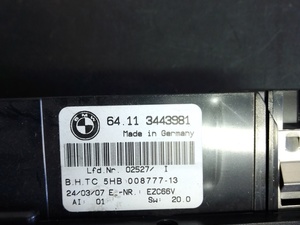 BMW
64.11 3443981
Made in Germany
Lfd.Nr. 02527/ I
B.H.TC 5HB 008777-13
24/03/07 E.-NR.: EZC66V
AI: 01 Sw: 20.0